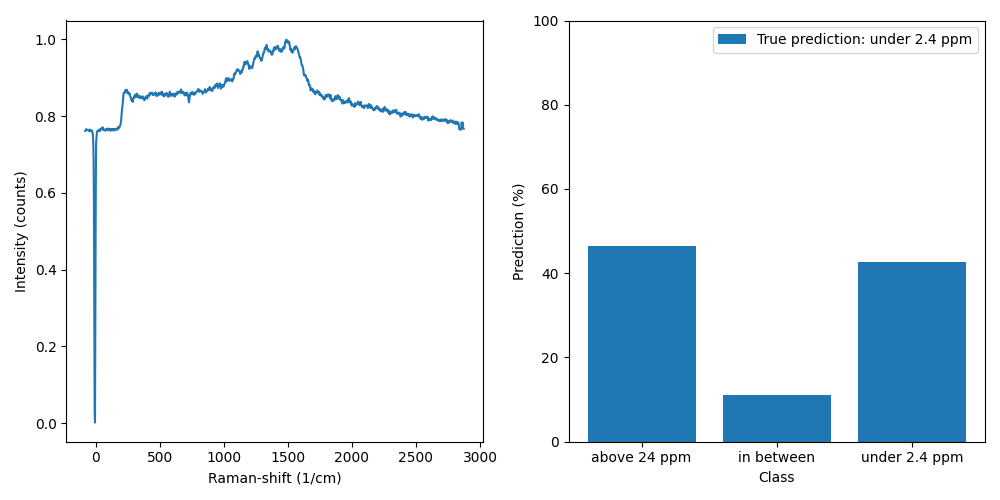 1.0
0.8
0.6
0.4
0.2
0.0
Intensity (counts)
0 500 1000 1500 2000 2500 3000
Raman-shift (1/cm)
100
80
60
40
20
0
Prediction (%)
True prediction: under 2.4 ppm
above 24 ppm in between under 2.4 ppm
Class